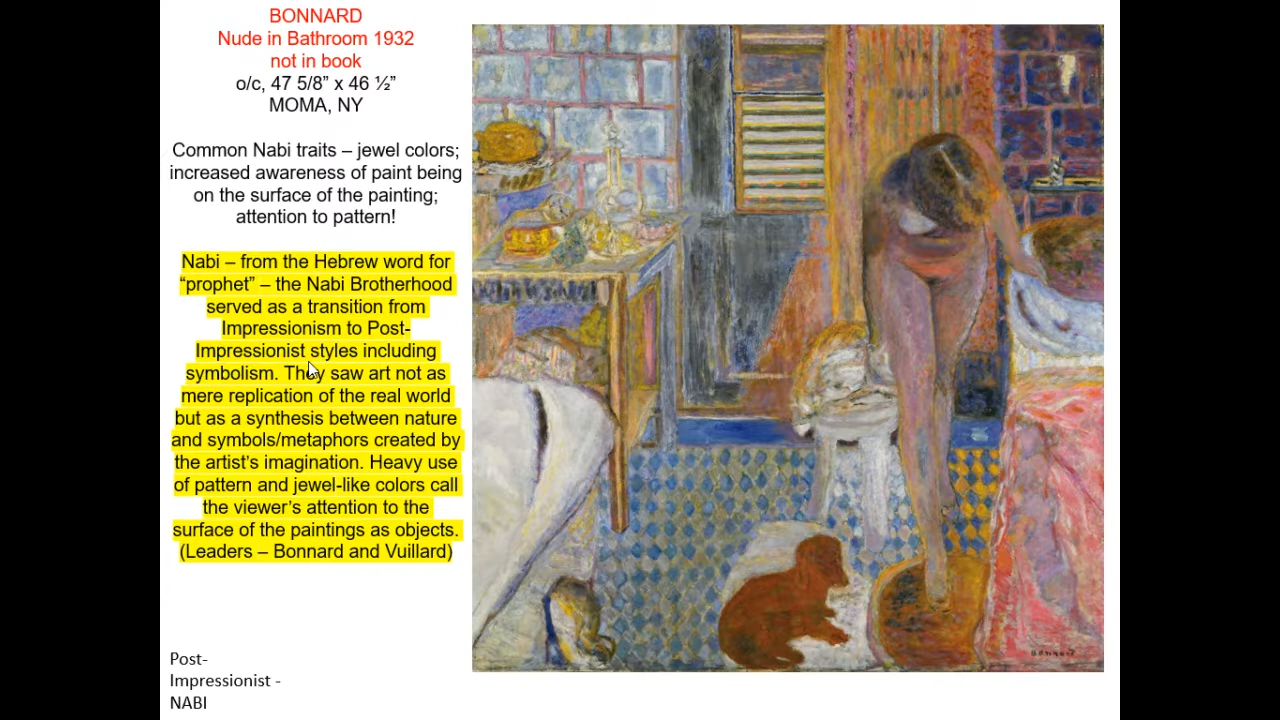 BONNARD
Nude in Bathroom 1932
not in book
o/c, 47 5/8” x 46 ½”
MOMA, NY
Common Nabi traits – jewel colors;
increased awareness of paint being
on the surface of the painting;
attention to pattern!
Nabi – from the Hebrew word for
“prophet” – the Nabi Brotherhood
served as a transition from
Impressionism to Post-
Impressionist styles including
symbolism. They saw art not as
mere replication of the real world
but as a synthesis between nature
and symbols/metaphors created by
the artist’s imagination. Heavy use
of pattern and jewel-like colors call
the viewer’s attention to the
surface of the paintings as objects.
(Leaders – Bonnard and Vuillard)
Post-
Impressionist -
NABI
Bonnard